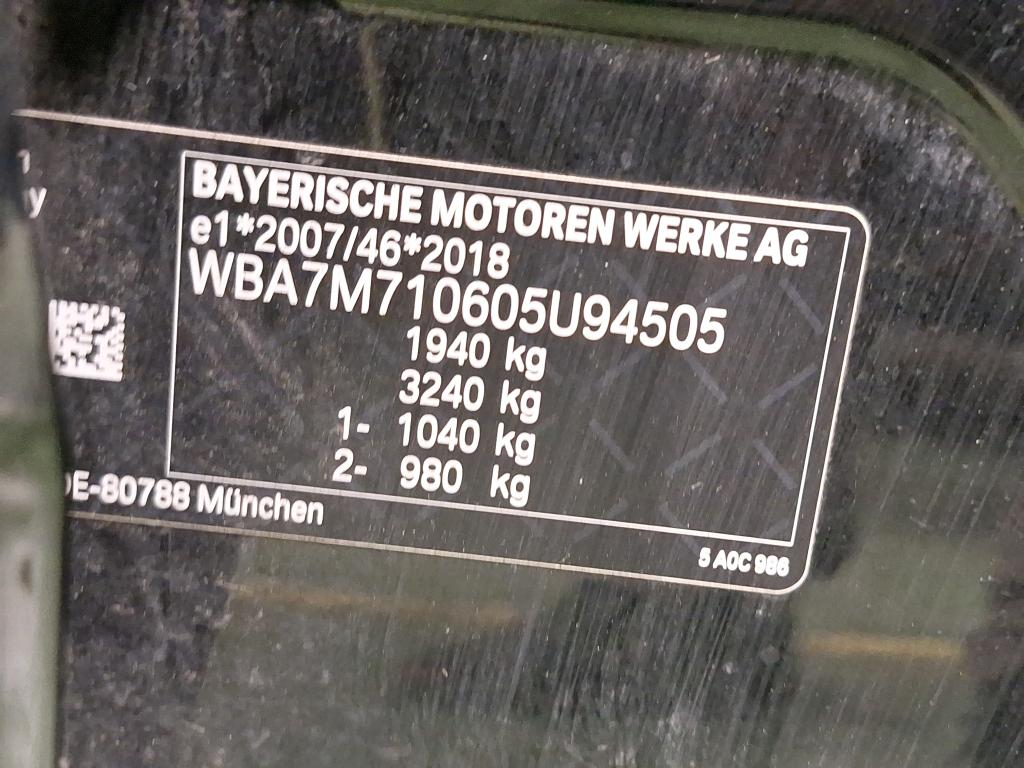 BAYERISCHE MOTOREN WERKE AG
e1*2007/46*2018
WBA7M710605U94505
1940 kg
3240 kg
1- 1040 kg
2- 980 kg
DE-80788 München
5 A0C 986